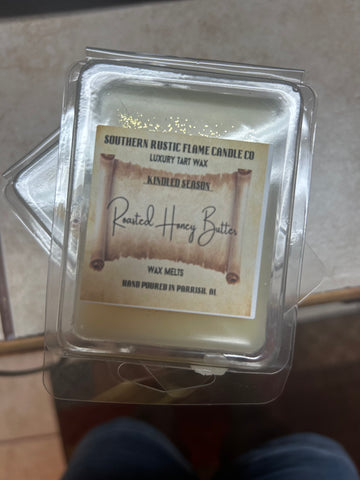 SOUTHERN RUSTIC FLAME CANDLE CO
LUXURY TART WAX
KINDLED SEASON
Roasted Honey Butter
WAX MELTS
HAND POURED IN PARRISH, AL